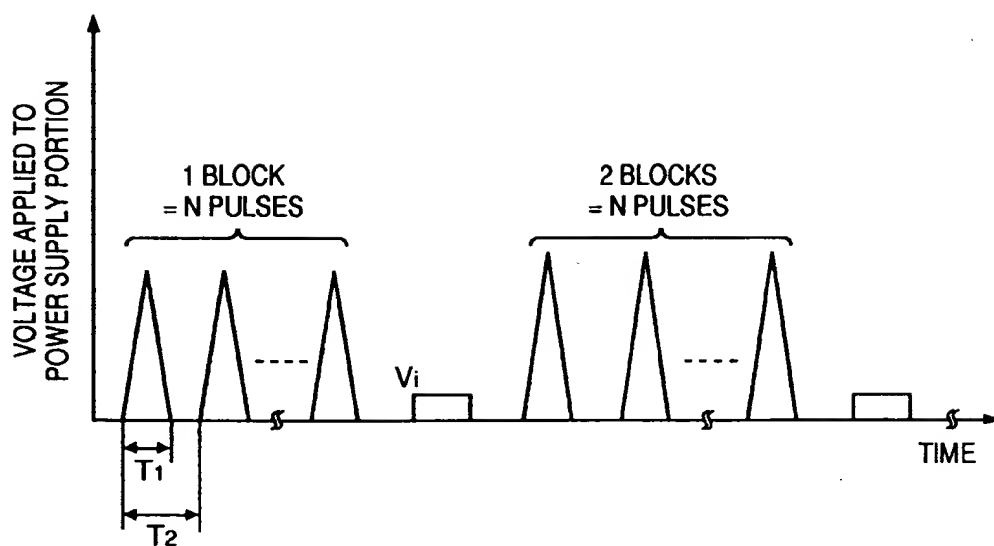 VOLTAGE APPLIED TO
POWER SUPPLY PORTION
1 BLOCK
= N PULSES
2 BLOCKS
= N PULSES
Vi
TIME
T1
T2